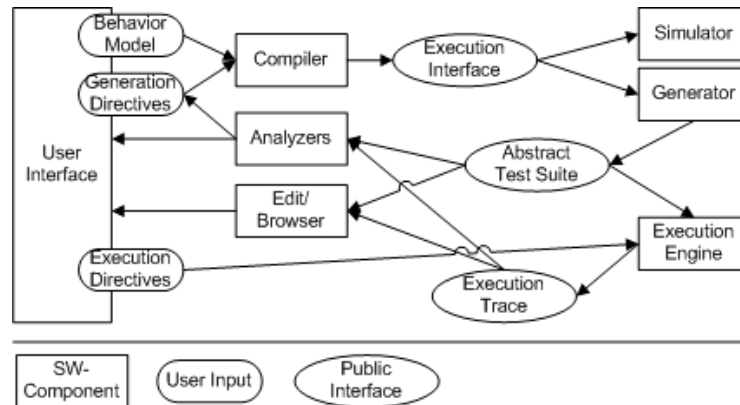 Behavior
Model
Generation
Directives
User
Interface
Execution
Directives
Compiler
Analyzers
Edit/
Browser
Execution
Interface
Abstract
Test Suite
Execution
Trace
Simulator
Generator
Execution
Engine
SW-
Component
User Input
Public
Interface